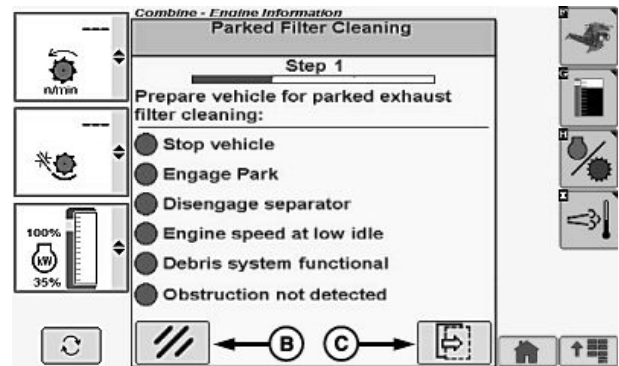 Combine - Engine Information
Parked Filter Cleaning
Step 1
Prepare vehicle for parked exhaust
filter cleaning:
Stop vehicle
Engage Park
Disengage separator
Engine speed at low idle
Debris system functional
Obstruction not detected
---
n/min
---
100%
kW
35%
B
C
F
G
H
I